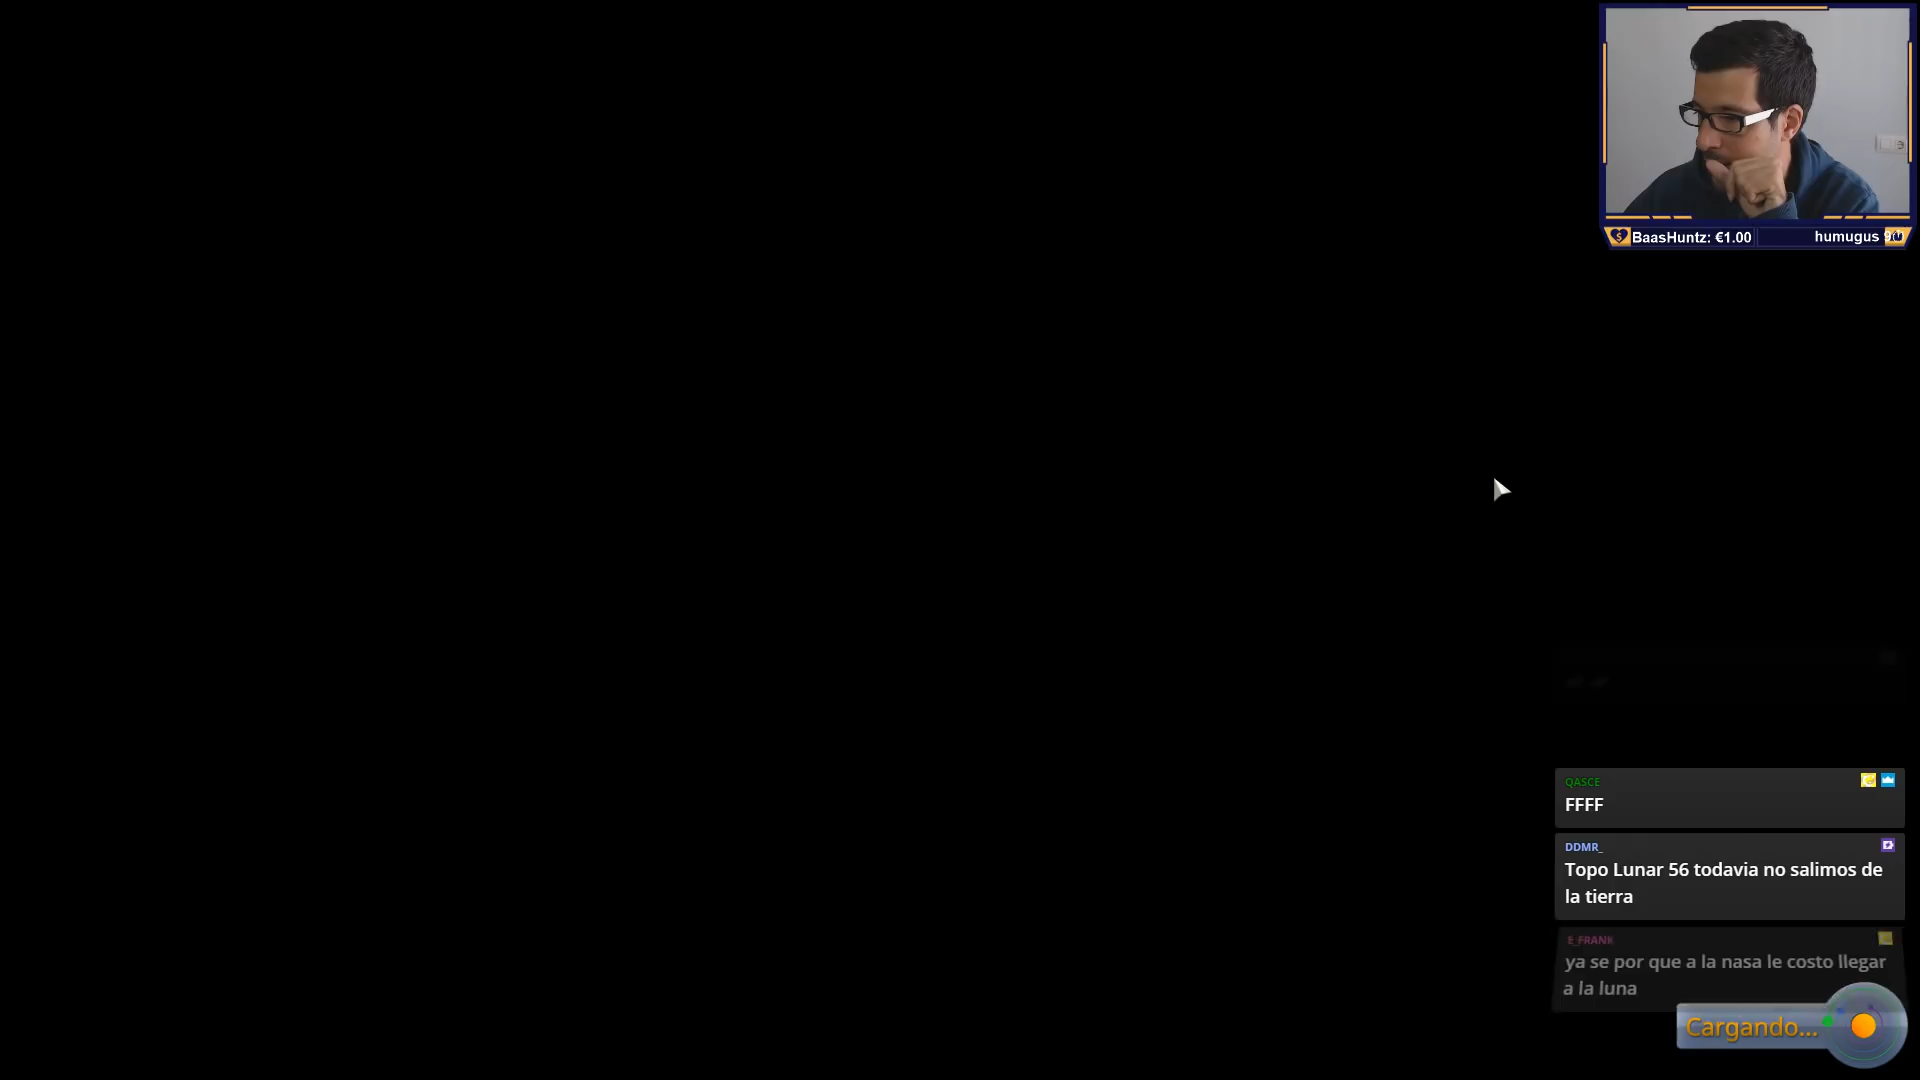 BaasHuntz: €1.00
humugus
QASCE
FFFF
DDMR_
Topo Lunar 56 todavia no salimos de
la tierra
E_FRANK
ya se por que a la nasa le costo llegar
a la luna
Cargando...